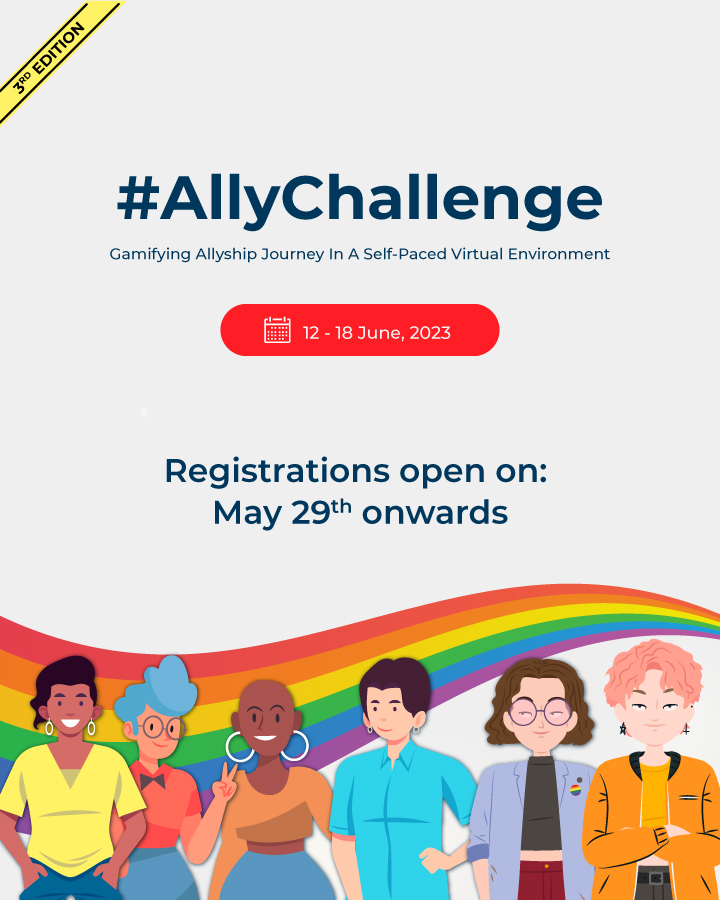 3RD EDITION
#AllyChallenge
Gamifying Allyship Journey In A Self-Paced Virtual Environment
12 - 18 June, 2023
Registrations open on:
May 29th onwards